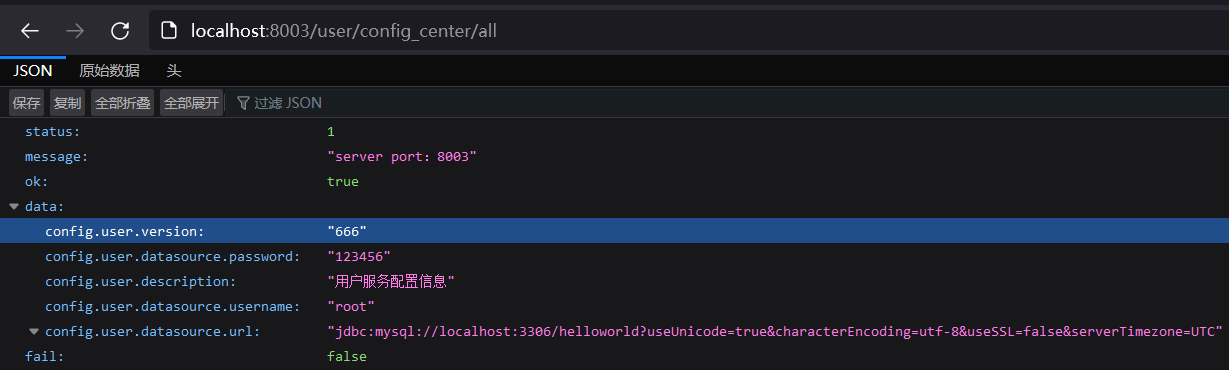 localhost:8003/user/config_center/all
JSON 原始数据 头
保存 复制 全部折叠 全部展开 过滤 JSON
status: 1
message: "server port: 8003"
ok: true
data:
config.user.version: "666"
config.user.datasource.password: "123456"
config.user.description: "用户服务配置信息"
config.user.datasource.username: "root"
config.user.datasource.url: "jdbc:mysql://localhost:3306/helloworld?useUnicode=true&characterEncoding=utf-8&useSSL=false&serverTimezone=UTC"
fail: false